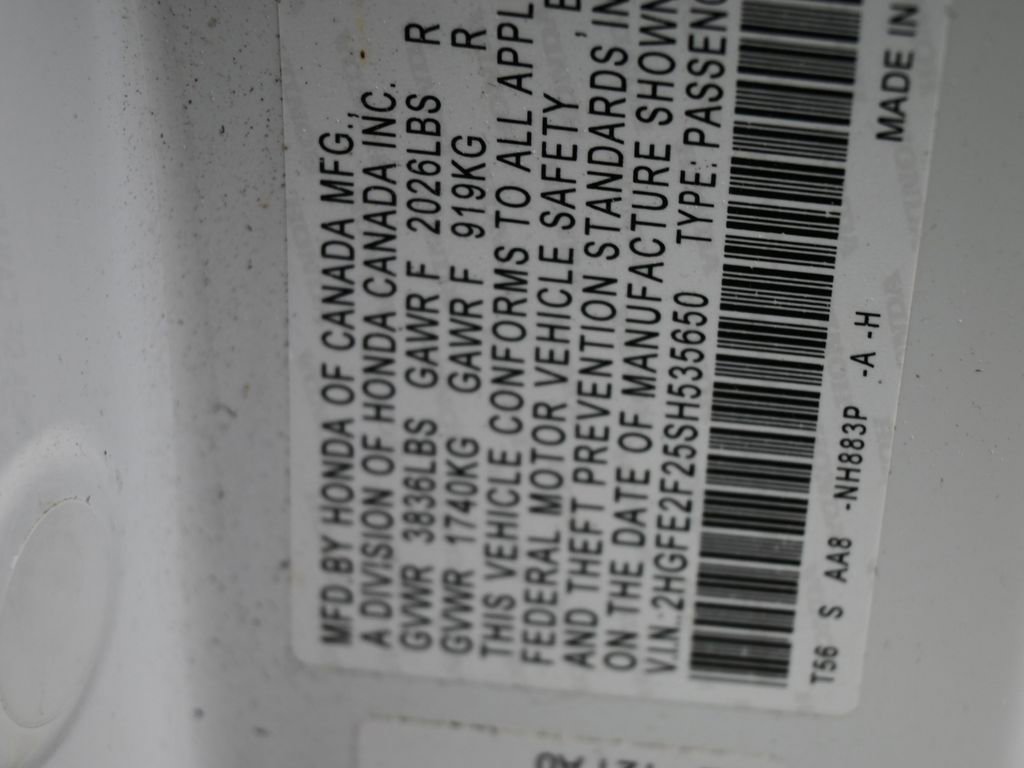 MFD.BY HONDA OF CANADA MFG.,
A DIVISION OF HONDA CANADA INC.
GVWR 3836LBS GAWR F 2026LBS R
GVWR 1740KG GAWR F 919KG R
THIS VEHICLE CONFORMS TO ALL APPL
FEDERAL MOTOR VEHICLE SAFETY , B
AND THEFT PREVENTION STANDARDS IN
ON THE DATE OF MANUFACTURE SHOWN
V.I.N.:2HGFE2F25SH535650 TYPE: PASSENG
T56 S AA8 -NH883P -A -H
MADE IN